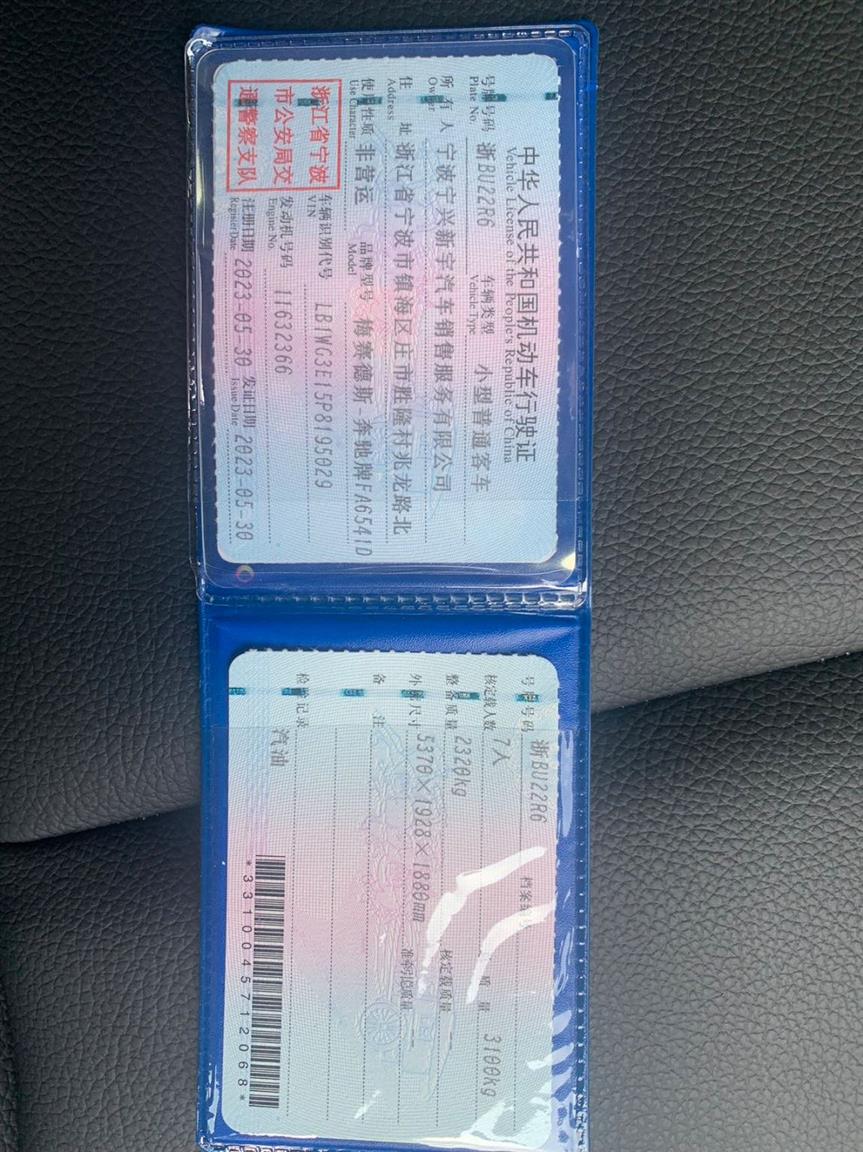 中华人民共和国机动车行驶证
Vehicle License of the People's Republic of China
号牌号码 浙BU22R6 车辆类型 小型普通客车
Plate No. Vehicle Type
所有人 宁波宁兴新宇汽车销售服务有限公司
Owner
住址 浙江省宁波市镇海区庄市胜隆村兆龙路北
Address
使用性质 非营运 品牌型号 梅赛德斯-奔驰牌FA6541D
Use Character Model
浙江省宁波
市公安局交
通警察支队
车辆识别代号 LB1WG3E15P8195029
VIN
发动机号码 11632366
Engine No.
注册日期 2023-05-30 发证日期 2023-05-30
Register Date Issue Date
号牌号码 浙BU22R6 档案编号
核定载人数 7人 质量 3100kg
整备质量 2320kg 核定载质量
外廓尺寸 5370×1928×1880mm 准牵引总质量
备注
检验记录
汽油
*3310045712068*